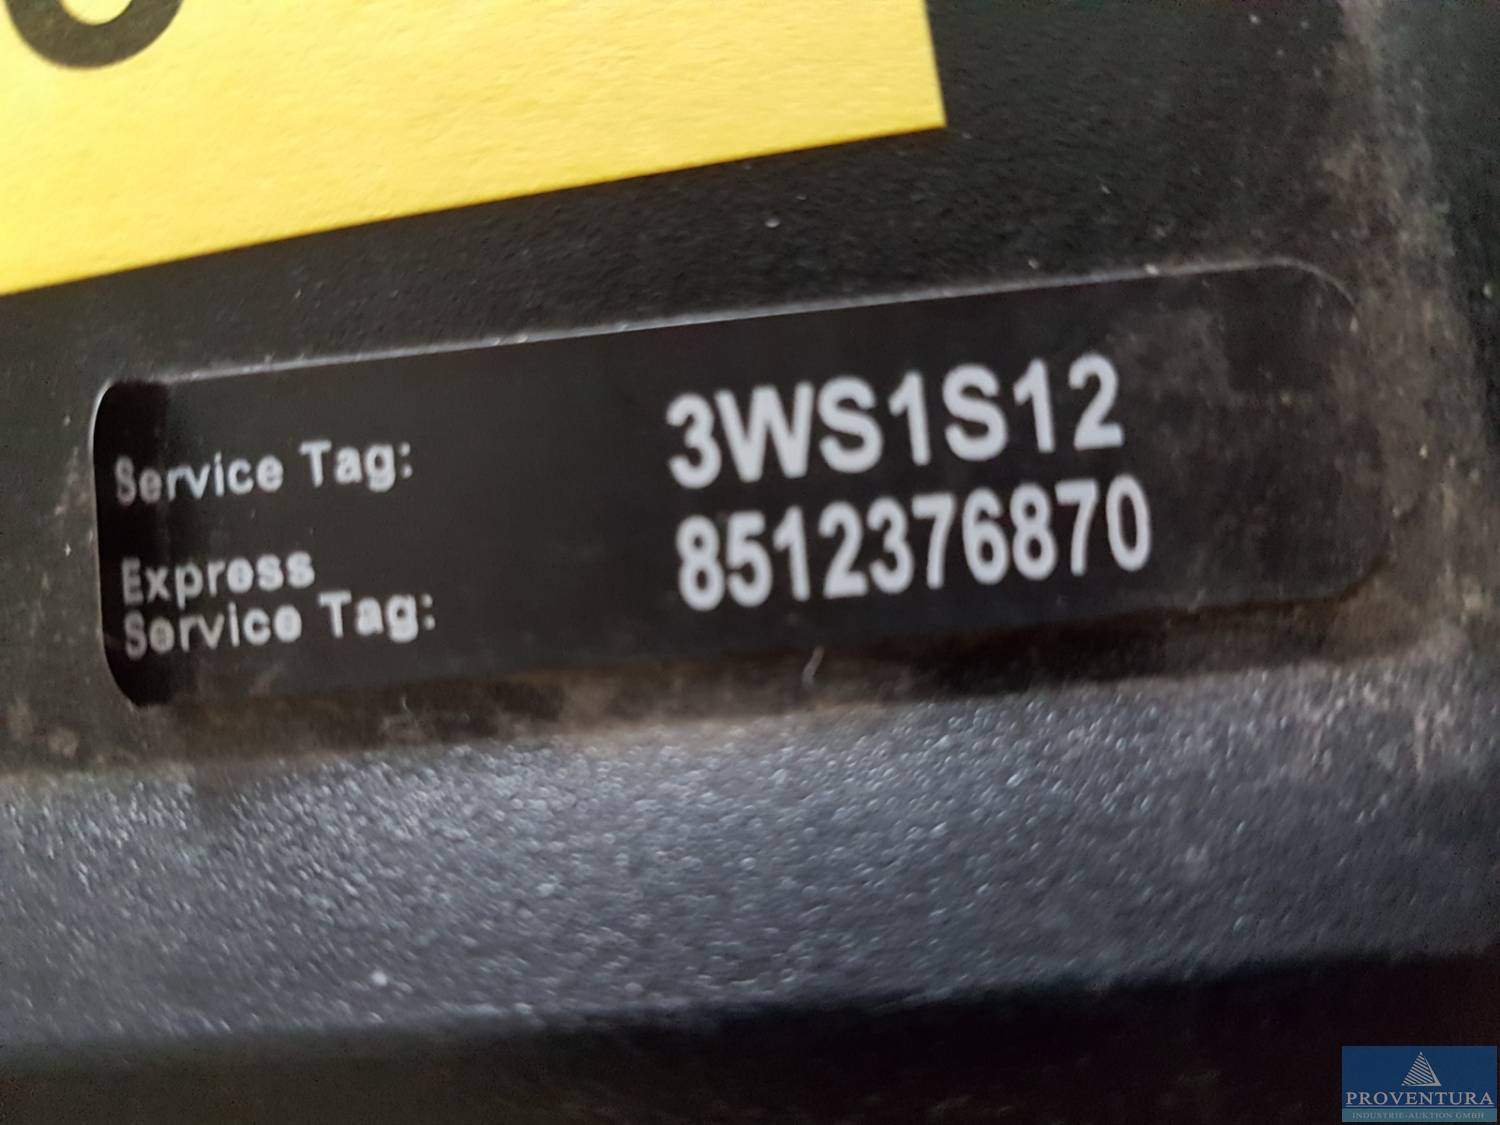 Service Tag: 3WS1S12
Express
Service Tag: 8512376870
PROVENTURA
INDUSTRIE-AUKTION GMBH